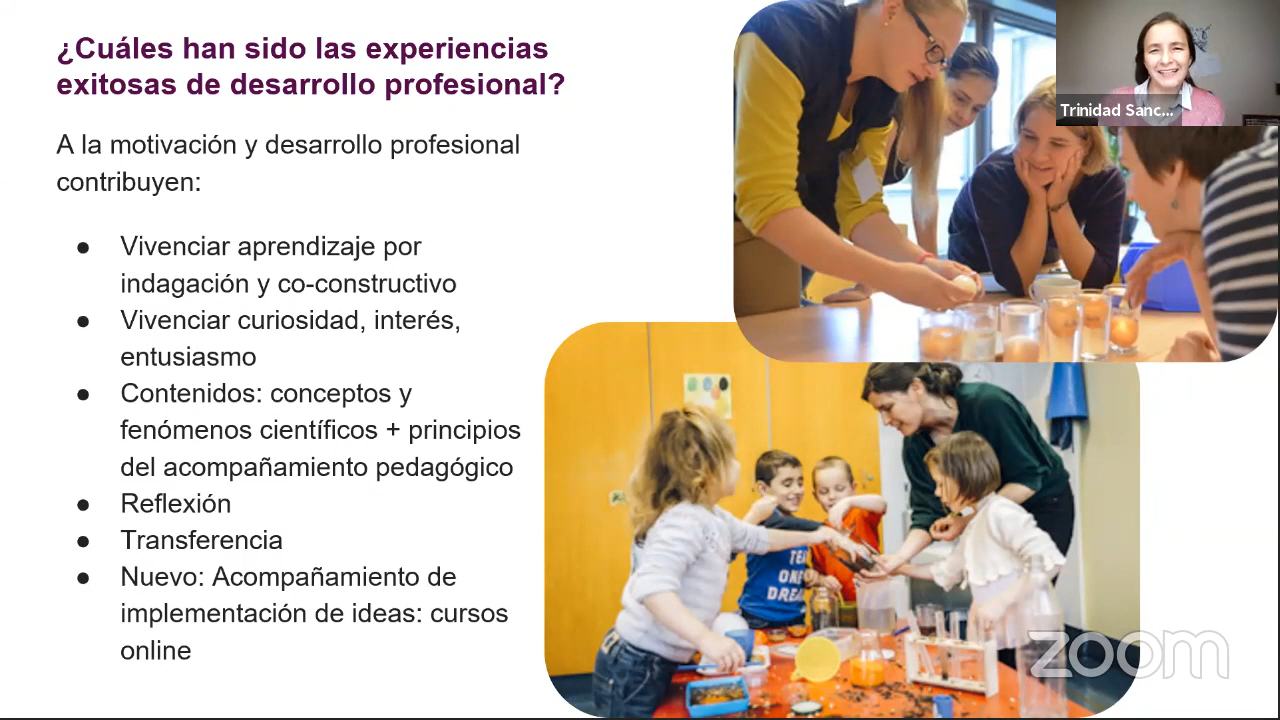 ¿Cuáles han sido las experiencias
exitosas de desarrollo profesional?
A la motivación y desarrollo profesional
contribuyen:
● Vivenciar aprendizaje por
indagación y co-constructivo
● Vivenciar curiosidad, interés,
entusiasmo
● Contenidos: conceptos y
fenómenos científicos + principios
del acompañamiento pedagógico
● Reflexión
● Transferencia
● Nuevo: Acompañamiento de
implementación de ideas: cursos
online
Trinidad Sanc...
zoom